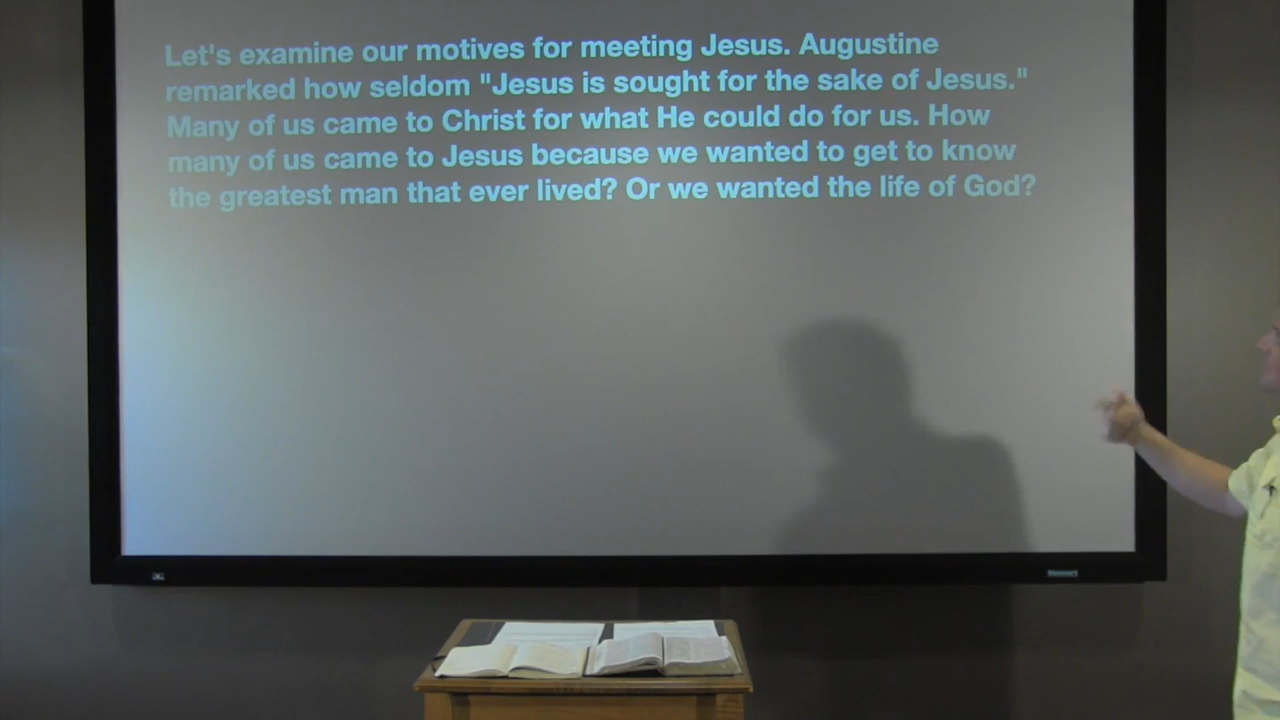 Let's examine our motives for meeting Jesus. Augustine
remarked how seldom "Jesus is sought for the sake of Jesus."
Many of us came to Christ for what He could do for us. How
many of us came to Jesus because we wanted to get to know
the greatest man that ever lived? Or we wanted the life of God?